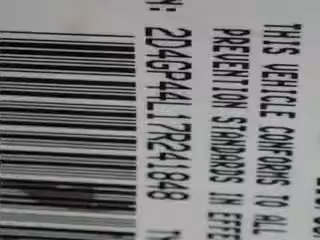 THIS VEHICLE CONFORMS TO ALL
PREVENTION STANDARDS IN EFFE
N: 2D4GP44L17R241848